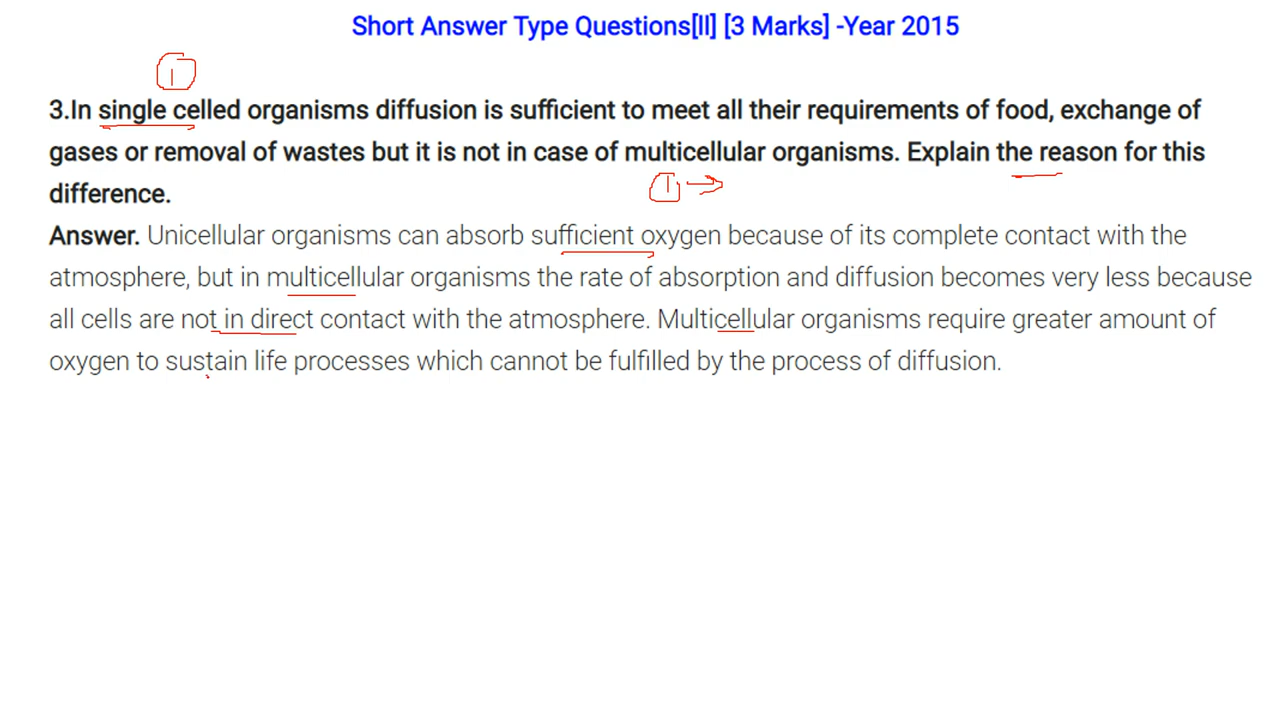 Short Answer Type Questions[II] [3 Marks] -Year 2015
1
3.In single celled organisms diffusion is sufficient to meet all their requirements of food, exchange of
gases or removal of wastes but it is not in case of multicellular organisms. Explain the reason for this
difference.
1 →
Answer. Unicellular organisms can absorb sufficient oxygen because of its complete contact with the
atmosphere, but in multicellular organisms the rate of absorption and diffusion becomes very less because
all cells are not in direct contact with the atmosphere. Multicellular organisms require greater amount of
oxygen to sustain life processes which cannot be fulfilled by the process of diffusion.